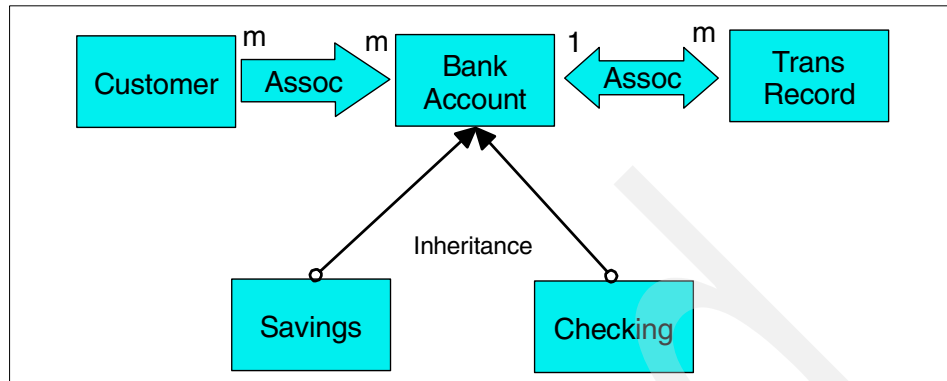 m
m
1
m
Customer
Assoc
Bank
Account
Assoc
Trans
Record
Inheritance
Savings
Checking